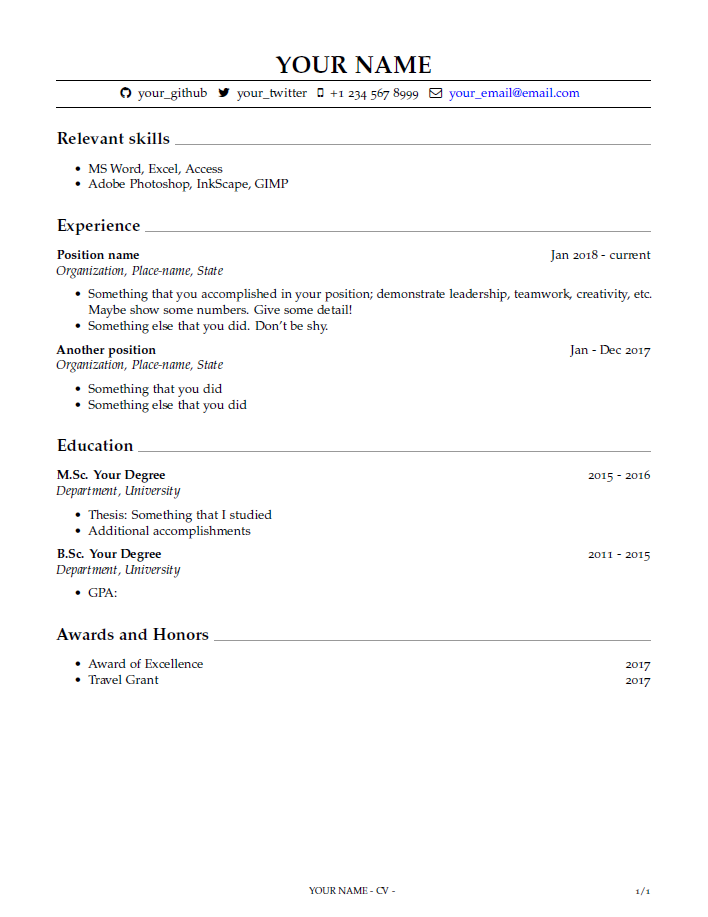 YOUR NAME
your_github your_twitter +1 234 567 8999 your_email@email.com
Relevant skills
• MS Word, Excel, Access
• Adobe Photoshop, InkScape, GIMP
Experience
Position name Jan 2018 - current
Organization, Place-name, State
• Something that you accomplished in your position; demonstrate leadership, teamwork, creativity, etc.
Maybe show some numbers. Give some detail!
• Something else that you did. Don't be shy.
Another position Jan - Dec 2017
Organization, Place-name, State
• Something that you did
• Something else that you did
Education
M.Sc. Your Degree 2015 - 2016
Department, University
• Thesis: Something that I studied
• Additional accomplishments
B.Sc. Your Degree 2011 - 2015
Department, University
• GPA:
Awards and Honors
• Award of Excellence 2017
• Travel Grant 2017
YOUR NAME - CV - 1/1